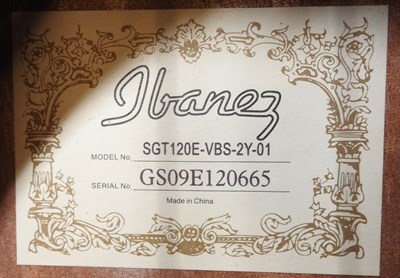 Ibanez
MODEL No. SGT120E-VBS-2Y-01
SERIAL No. GS09E120665
Made in China